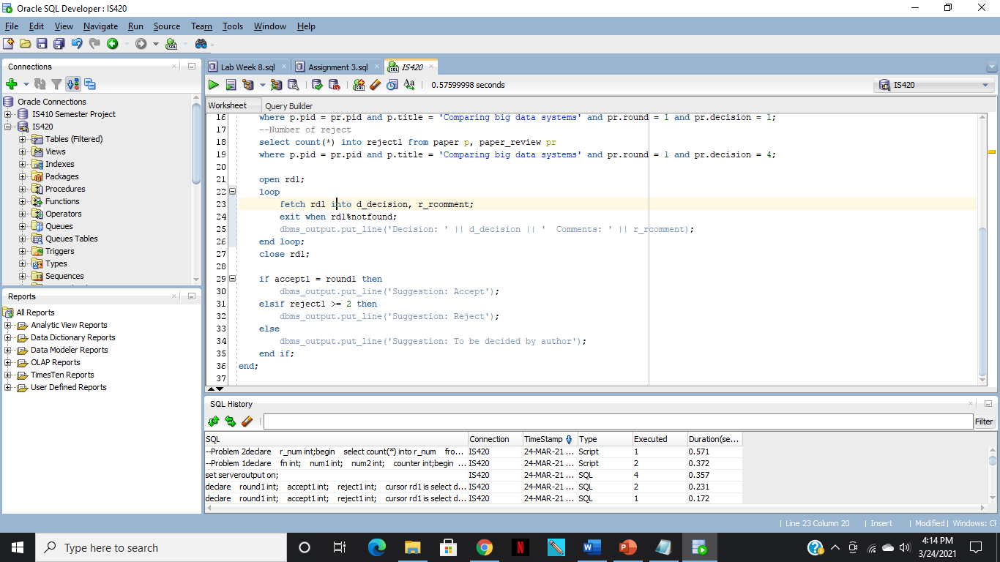 Oracle SQL Developer : IS420
File Edit View Navigate Run Source Team Tools Window Help
Connections
Oracle Connections
IS410 Semester Project
IS420
Tables (Filtered)
Views
Indexes
Packages
Procedures
Functions
Operators
Queues
Queues Tables
Triggers
Types
Sequences
Reports
All Reports
Analytic View Reports
Data Dictionary Reports
Data Modeler Reports
OLAP Reports
TimesTen Reports
User Defined Reports
Lab Week 8.sql Assignment 3.sql IS420
0.57599998 seconds IS420
Worksheet Query Builder
16 where p.pid = pr.pid and p.title = 'Comparing big data systems' and pr.round = 1 and pr.decision = 1;
17 --Number of reject
18 select count(*) into reject1 from paper p, paper_review pr
19 where p.pid = pr.pid and p.title = 'Comparing big data systems' and pr.round = 1 and pr.decision = 4;
20
21 open rd1;
22 loop
23 fetch rd1 into d_decision, r_rcomment;
24 exit when rd1%notfound;
25 dbms_output.put_line('Decision: ' || d_decision || '  Comments: ' || r_rcomment);
26 end loop;
27 close rd1;
28
29 if accept1 = round1 then
30 dbms_output.put_line('Suggestion: Accept');
31 elsif reject1 >= 2 then
32 dbms_output.put_line('Suggestion: Reject');
33 else
34 dbms_output.put_line('Suggestion: To be decided by author');
35 end if;
36 end;
37
SQL History
Filter
SQL Connection TimeStamp Type Executed Duration(se...
--Problem 2declare r_num int;begin select count(*) into r_num fro... IS420 24-MAR-21 ... Script 1 0.571
--Problem 1declare fn int; num1 int; num2 int; counter int;begin ... IS420 24-MAR-21 ... Script 2 0.372
set serveroutput on; IS420 24-MAR-21 ... SQL 4 0.357
declare round1 int; accept1 int; reject1 int; cursor rd1 is select d... IS420 24-MAR-21 ... SQL 2 0.231
declare round1 int; accept1 int; reject1 int; cursor rd1 is select d... IS420 24-MAR-21 ... SQL 1 0.172
| Line 23 Column 20 | Insert | Modified | Windows: CF
Type here to search
4:14 PM
3/24/2021